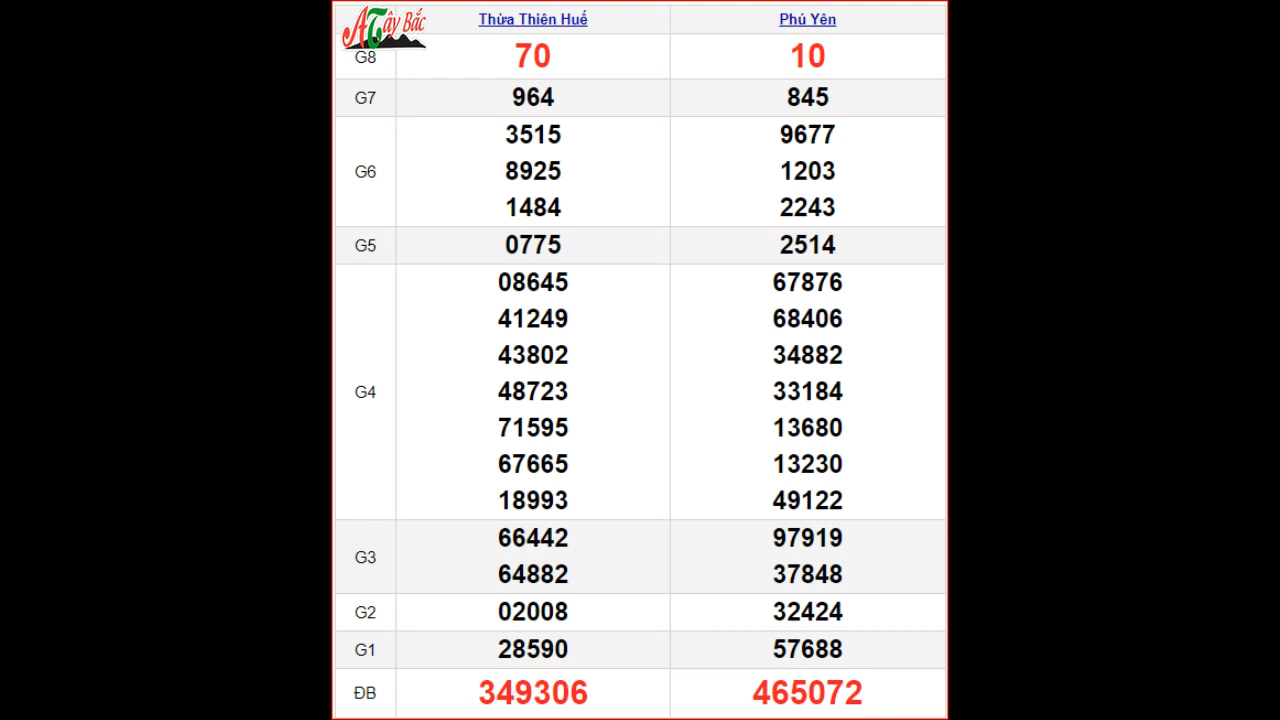 ATây Bắc
Thừa Thiên Huế Phú Yên
G8 70 10
G7 964 845
3515 9677
G6 8925 1203
1484 2243
G5 0775 2514
08645 67876
41249 68406
43802 34882
G4 48723 33184
71595 13680
67665 13230
18993 49122
66442 97919
G3
64882 37848
G2 02008 32424
G1 28590 57688
ĐB 349306 465072